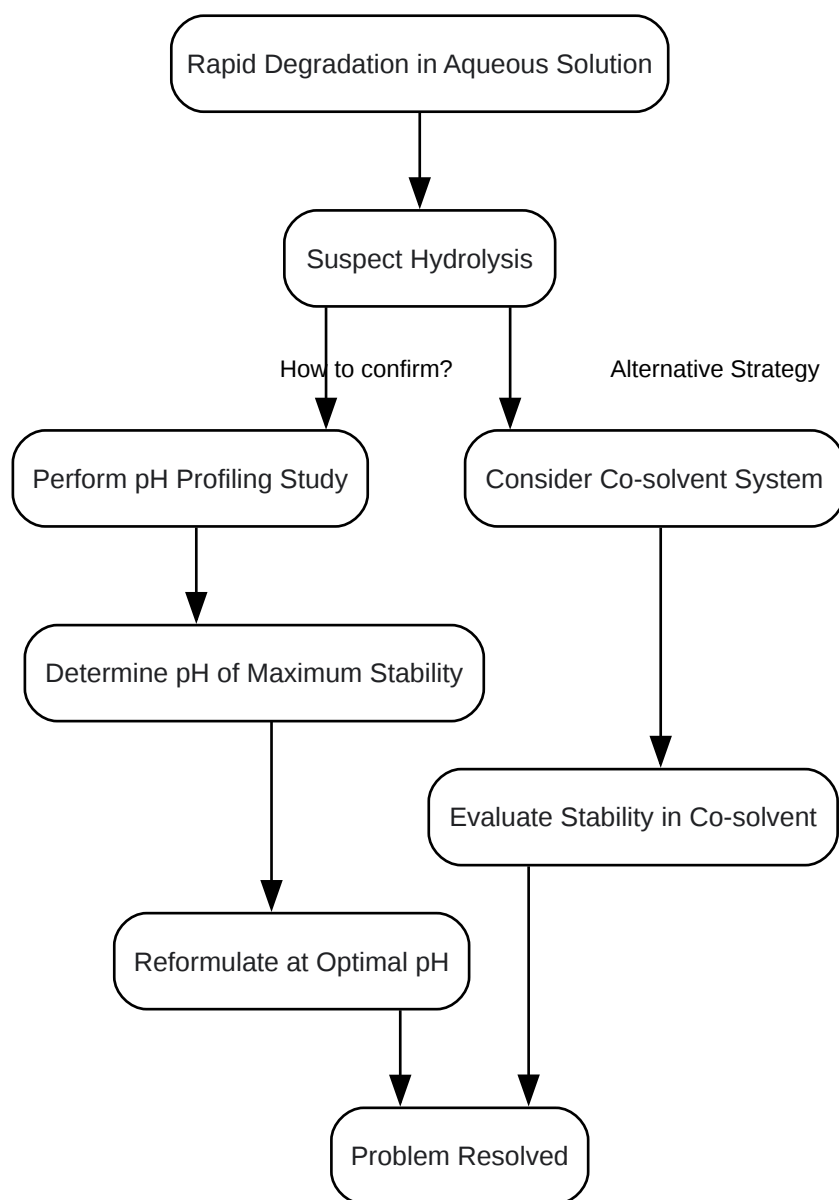 Rapid Degradation in Aqueous Solution
Suspect Hydrolysis
How to confirm?
Alternative Strategy
Perform pH Profiling Study
Consider Co-solvent System
Determine pH of Maximum Stability
Evaluate Stability in Co-solvent
Reformulate at Optimal pH
Problem Resolved